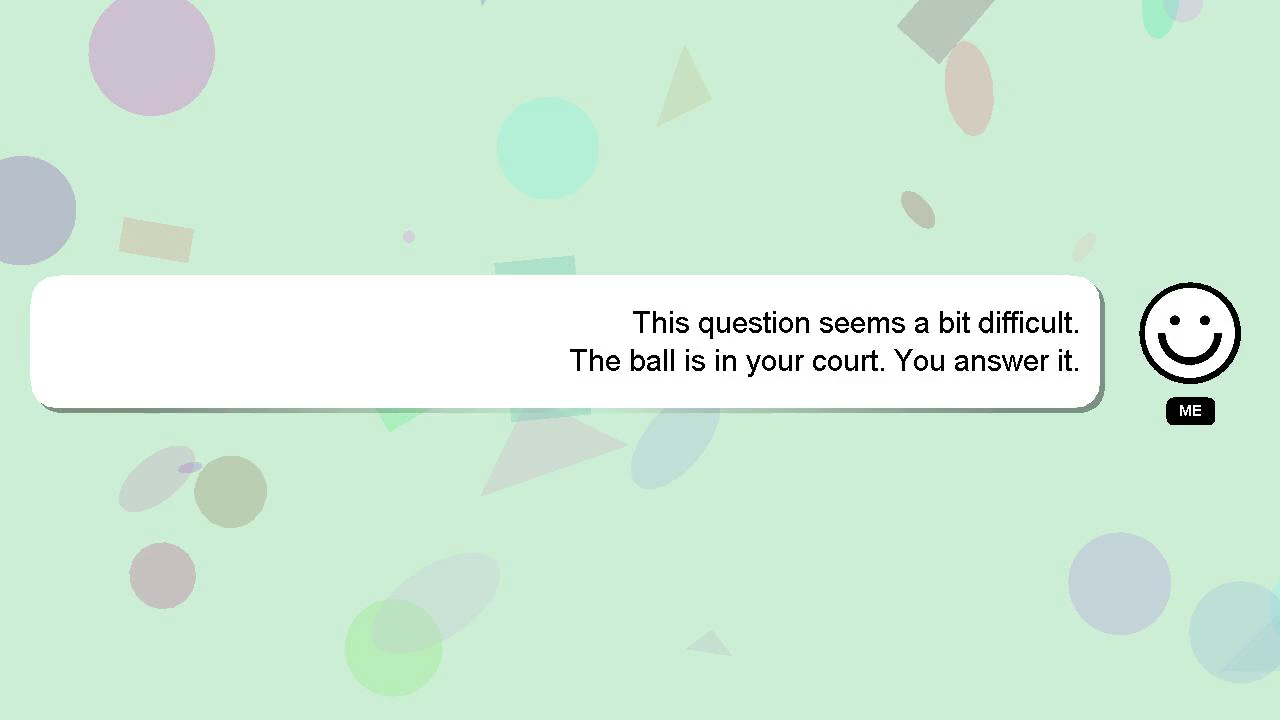 This question seems a bit difficult.
The ball is in your court. You answer it.
ME